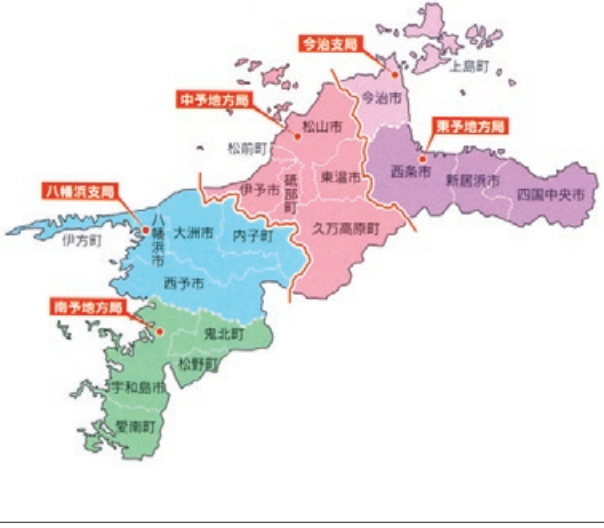 今治支局
上島町
今治市
中予地方局
松山市
東予地方局
松前町
西条市
新居浜市
四国中央市
伊予市
砥部町
東温市
久万高原町
八幡浜支局
八幡浜市
大洲市
内子町
伊方町
西予市
南予地方局
鬼北町
松野町
宇和島市
愛南町